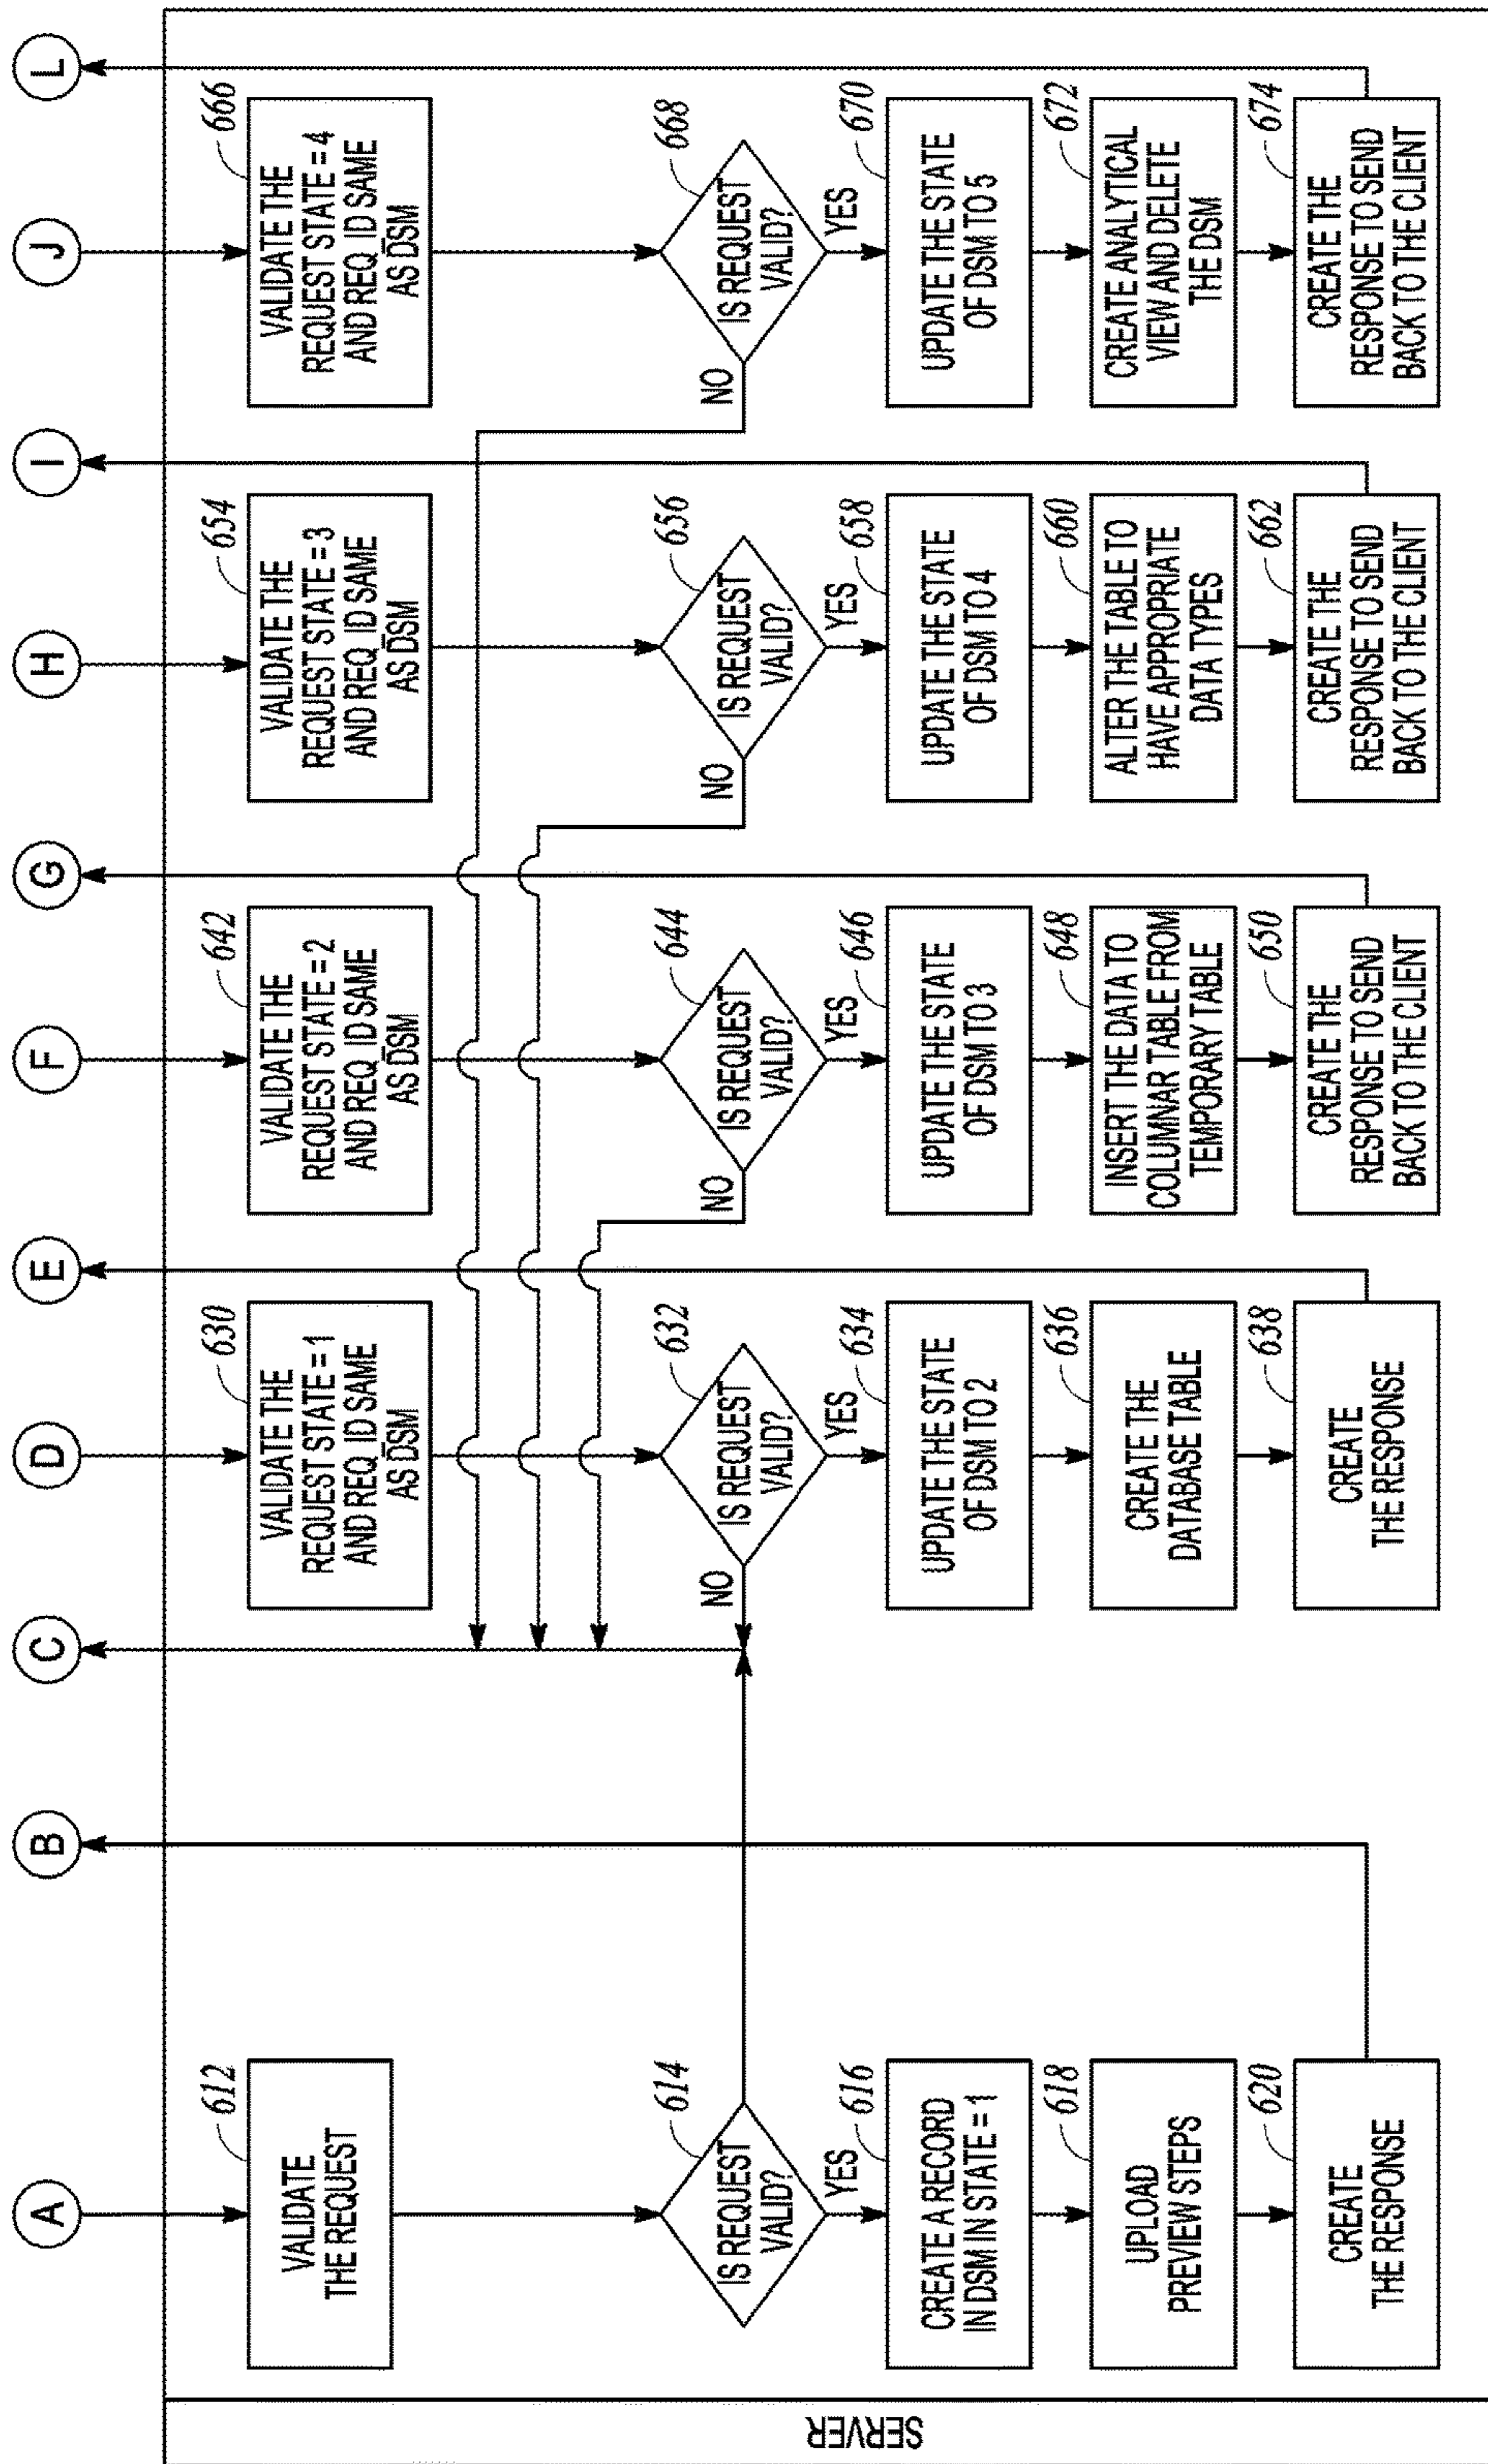 A
B
C
D
E
F
G
H
I
J
L
SERVER
612
VALIDATE
THE REQUEST
614
IS REQUEST
VALID?
YES
616
CREATE A RECORD
IN DSM IN STATE = 1
618
UPLOAD
PREVIEW STEPS
620
CREATE
THE RESPONSE
630
VALIDATE THE
REQUEST STATE = 1
AND REQ_ID SAME
AS DSM
632
IS REQUEST
VALID?
NO
YES
634
UPDATE THE STATE
OF DSM TO 2
636
CREATE THE
DATABASE TABLE
638
CREATE
THE RESPONSE
642
VALIDATE THE
REQUEST STATE = 2
AND REQ_ID SAME
AS DSM
644
IS REQUEST
VALID?
NO
YES
646
UPDATE THE STATE
OF DSM TO 3
648
INSERT THE DATA TO
COLUMNAR TABLE FROM
TEMPORARY TABLE
650
CREATE THE
RESPONSE TO SEND
BACK TO THE CLIENT
654
VALIDATE THE
REQUEST STATE = 3
AND REQ_ID SAME
AS DSM
656
IS REQUEST
VALID?
NO
YES
658
UPDATE THE STATE
OF DSM TO 4
660
ALTER THE TABLE TO
HAVE APPROPRIATE
DATA TYPES
662
CREATE THE
RESPONSE TO SEND
BACK TO THE CLIENT
666
VALIDATE THE
REQUEST STATE = 4
AND REQ_ID SAME
AS DSM
668
IS REQUEST
VALID?
NO
YES
670
UPDATE THE STATE
OF DSM TO 5
672
CREATE ANALYTICAL
VIEW AND DELETE
THE DSM
674
CREATE THE
RESPONSE TO SEND
BACK TO THE CLIENT